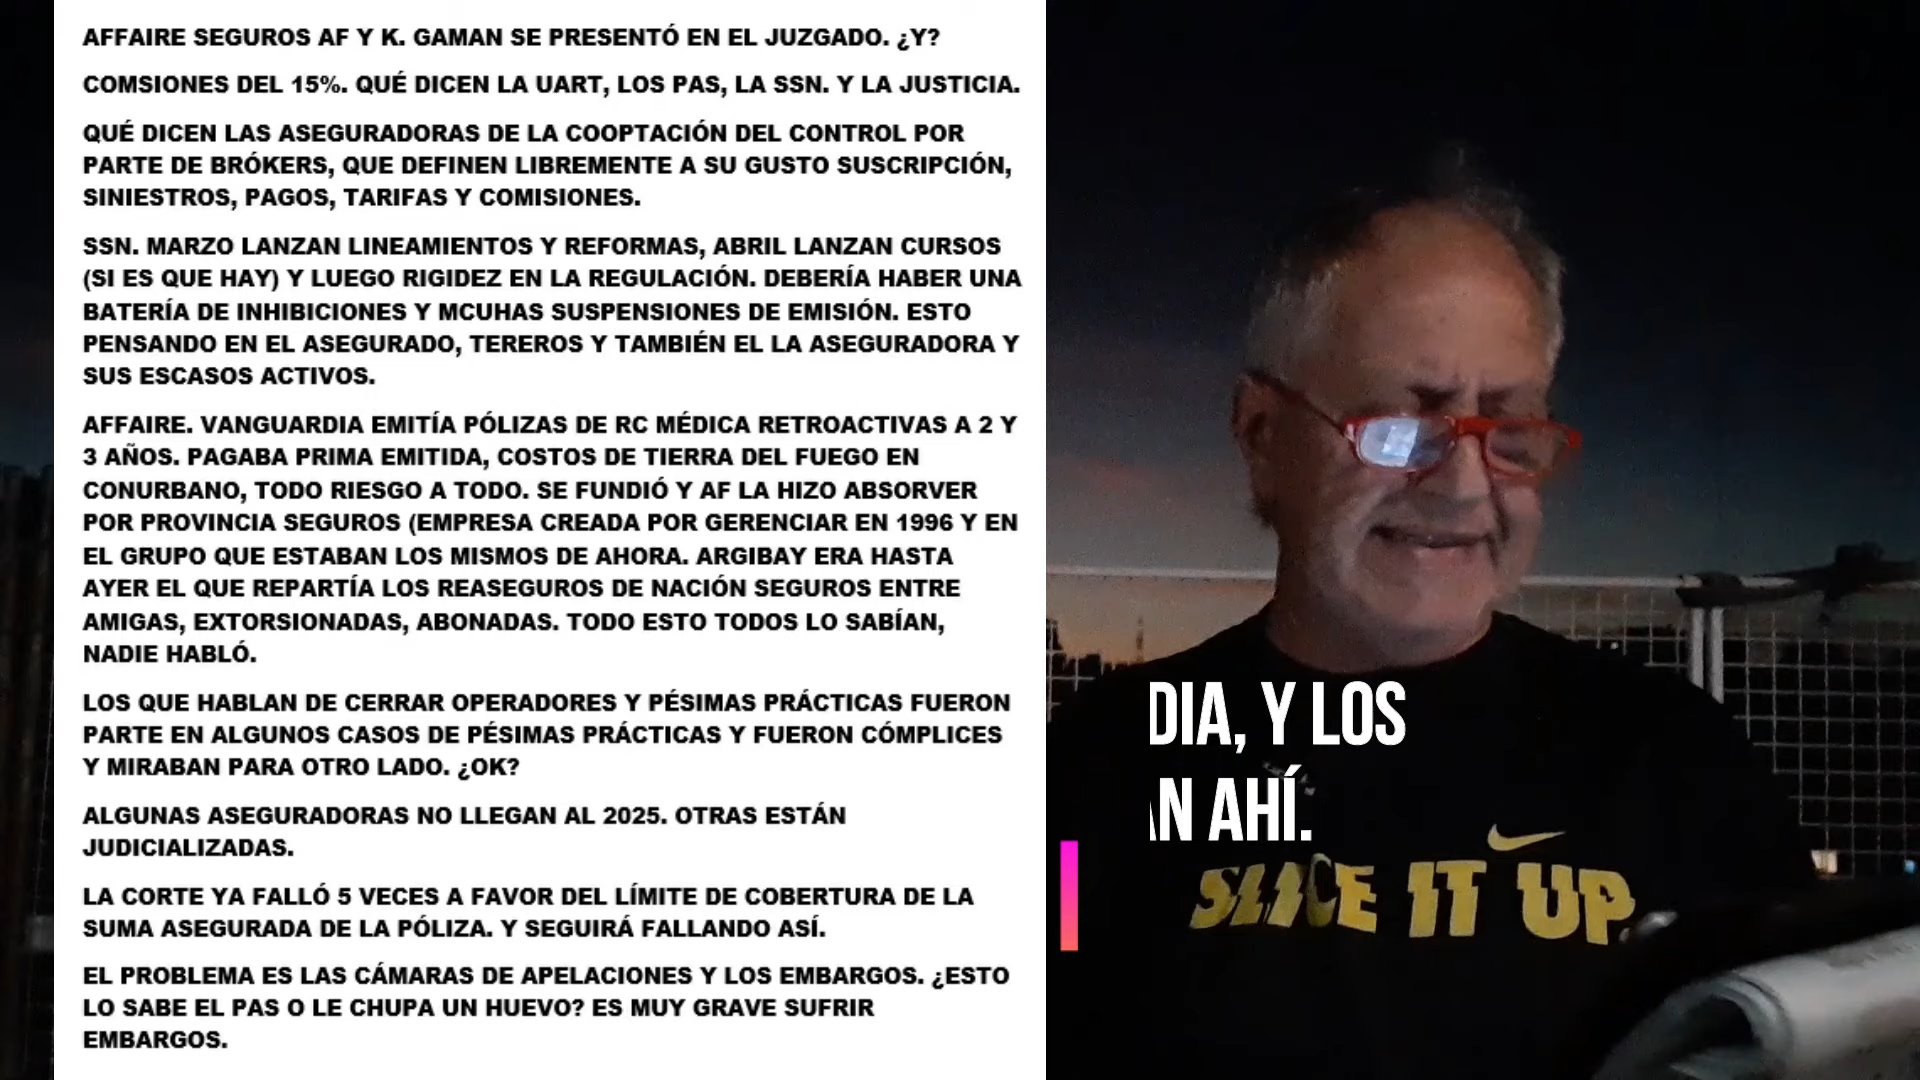 AFFAIRE SEGUROS AF Y K. GAMAN SE PRESENTÓ EN EL JUZGADO. ¿Y?
COMSIONES DEL 15%. QUÉ DICEN LA UART, LOS PAS, LA SSN. Y LA JUSTICIA.
QUÉ DICEN LAS ASEGURADORAS DE LA COOPTACIÓN DEL CONTROL POR
PARTE DE BRÓKERS, QUE DEFINEN LIBREMENTE A SU GUSTO SUSCRIPCIÓN,
SINIESTROS, PAGOS, TARIFAS Y COMISIONES.
SSN. MARZO LANZAN LINEAMIENTOS Y REFORMAS, ABRIL LANZAN CURSOS
(SI ES QUE HAY) Y LUEGO RIGIDEZ EN LA REGULACIÓN. DEBERÍA HABER UNA
BATERÍA DE INHIBICIONES Y MCUHAS SUSPENSIONES DE EMISIÓN. ESTO
PENSANDO EN EL ASEGURADO, TEREROS Y TAMBIÉN EL LA ASEGURADORA Y
SUS ESCASOS ACTIVOS.
AFFAIRE. VANGUARDIA EMITÍA PÓLIZAS DE RC MÉDICA RETROACTIVAS A 2 Y
3 AÑOS. PAGABA PRIMA EMITIDA, COSTOS DE TIERRA DEL FUEGO EN
CONURBANO, TODO RIESGO A TODO. SE FUNDIÓ Y AF LA HIZO ABSORVER
POR PROVINCIA SEGUROS (EMPRESA CREADA POR GERENCIAR EN 1996 Y EN
EL GRUPO QUE ESTABAN LOS MISMOS DE AHORA. ARGIBAY ERA HASTA
AYER EL QUE REPARTÍA LOS REASEGUROS DE NACIÓN SEGUROS ENTRE
AMIGAS, EXTORSIONADAS, ABONADAS. TODO ESTO TODOS LO SABÍAN,
NADIE HABLÓ.
LOS QUE HABLAN DE CERRAR OPERADORES Y PÉSIMAS PRÁCTICAS FUERON
PARTE EN ALGUNOS CASOS DE PÉSIMAS PRÁCTICAS Y FUERON CÓMPLICES
Y MIRABAN PARA OTRO LADO. ¿OK?
ALGUNAS ASEGURADORAS NO LLEGAN AL 2025. OTRAS ESTÁN
JUDICIALIZADAS.
LA CORTE YA FALLÓ 5 VECES A FAVOR DEL LÍMITE DE COBERTURA DE LA
SUMA ASEGURADA DE LA PÓLIZA. Y SEGUIRÁ FALLANDO ASÍ.
EL PROBLEMA ES LAS CÁMARAS DE APELACIONES Y LOS EMBARGOS. ¿ESTO
LO SABE EL PAS O LE CHUPA UN HUEVO? ES MUY GRAVE SUFRIR
EMBARGOS.
DIA, Y LOS
N AHÍ.
SLICE IT UP.